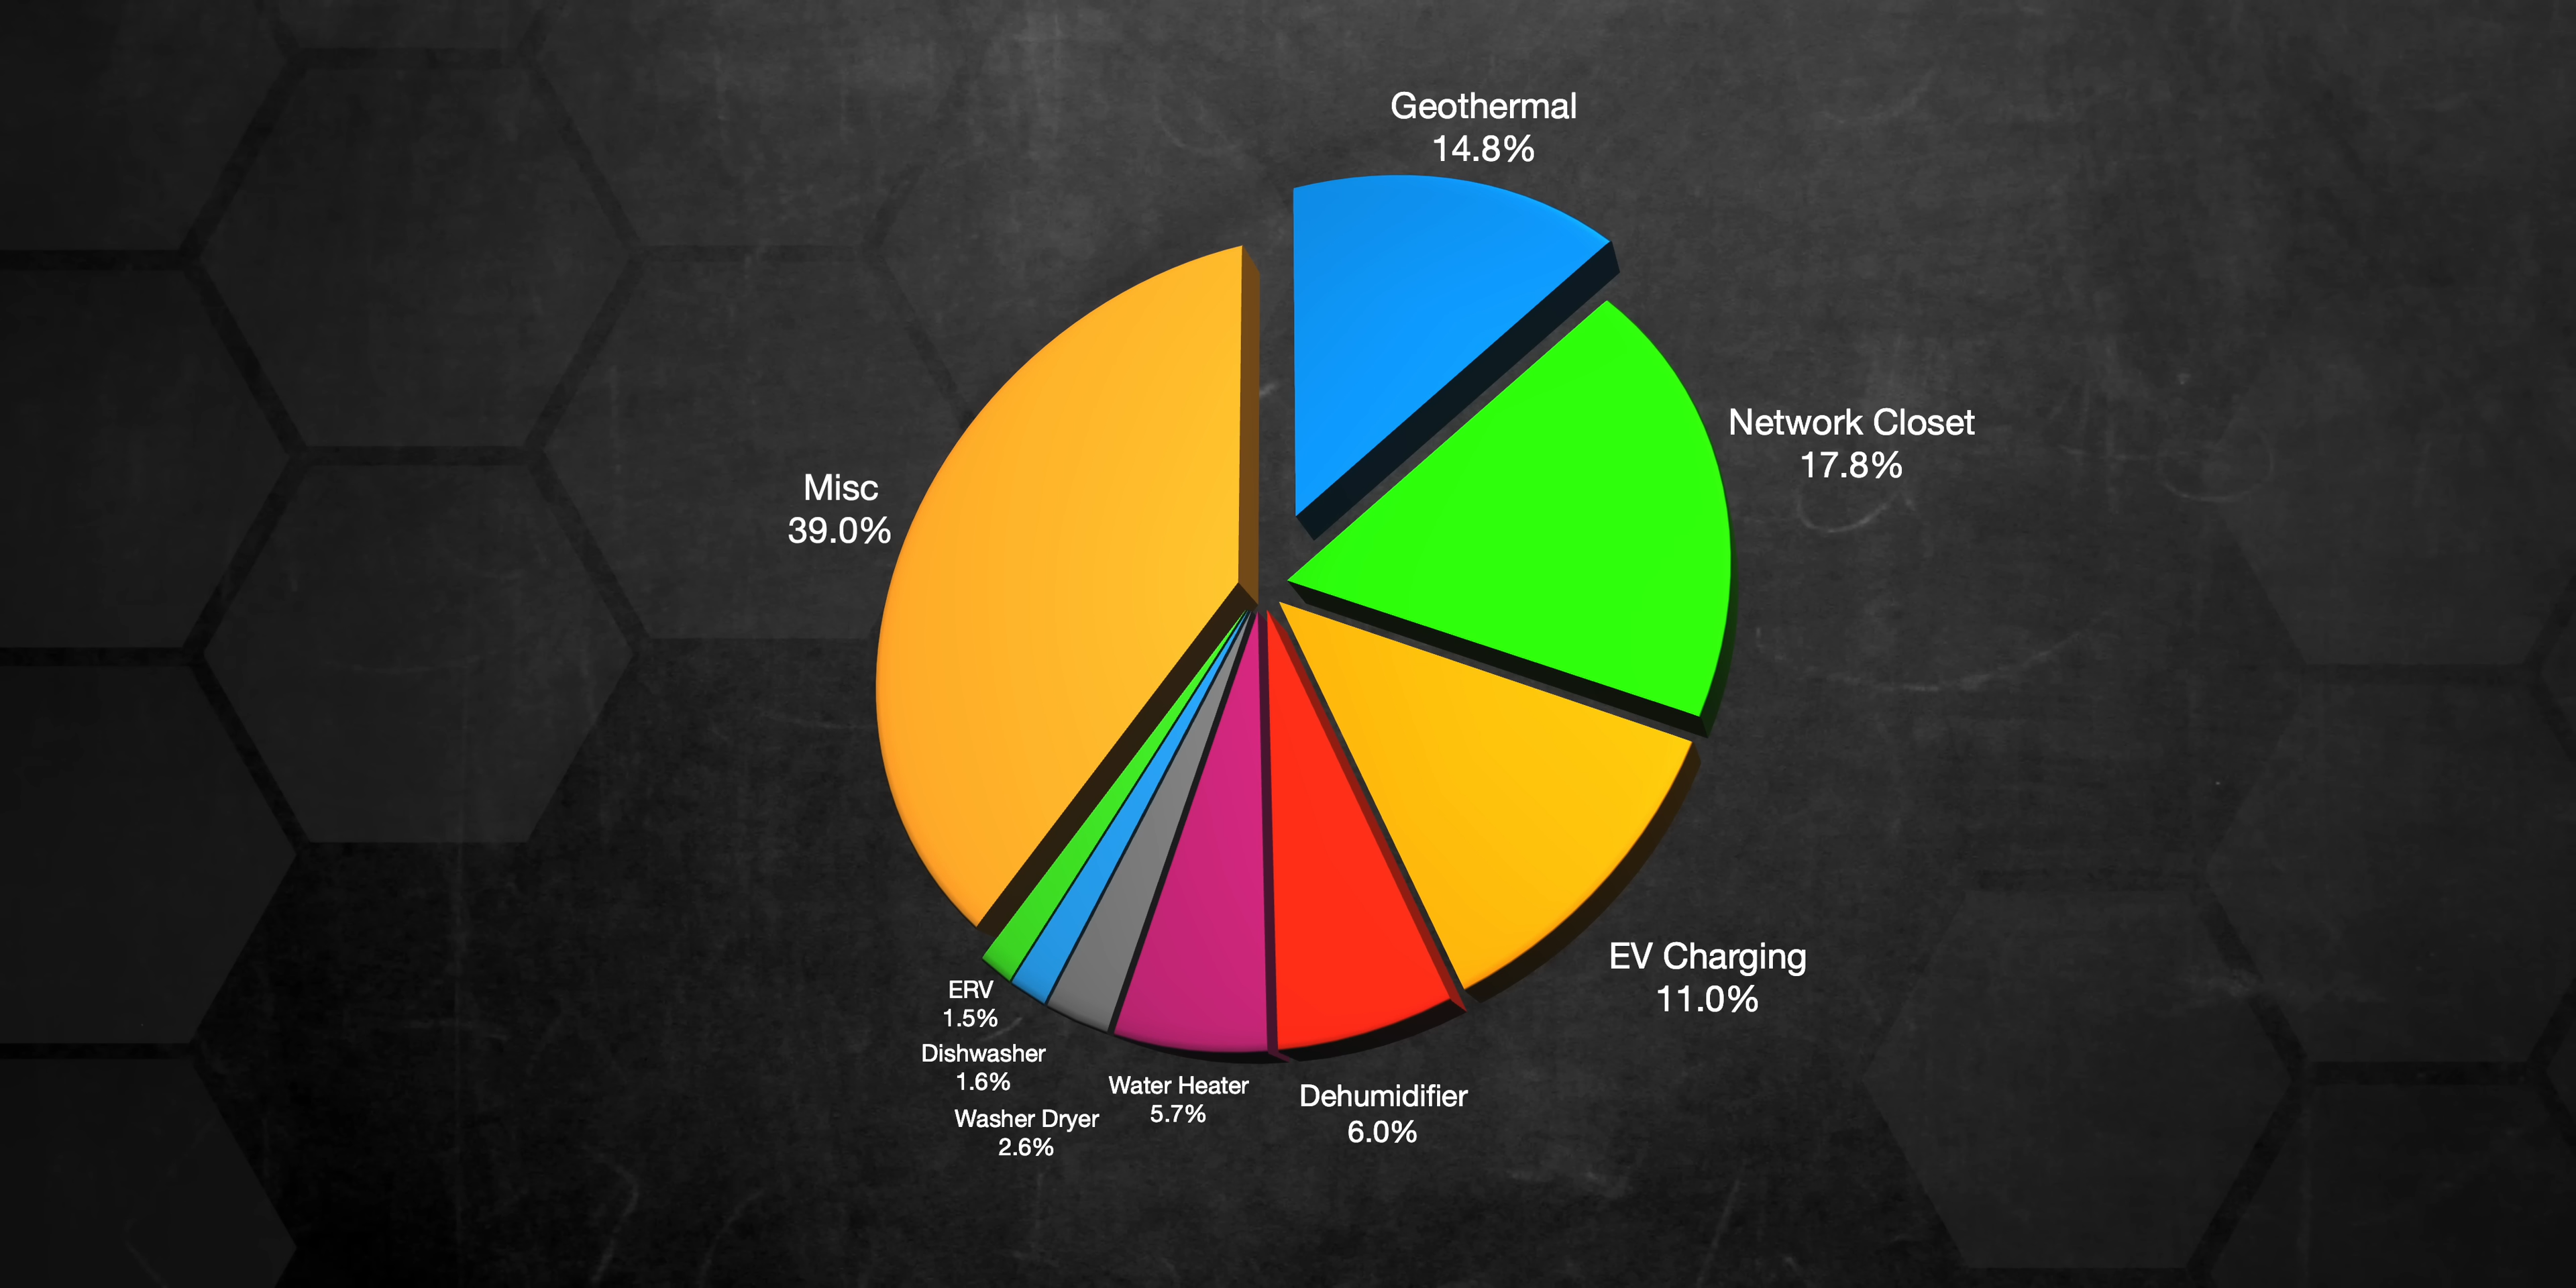 Geothermal
14.8%
Network Closet
17.8%
Misc
39.0%
EV Charging
11.0%
ERV
1.5%
Dishwasher
1.6%
Washer Dryer
2.6%
Water Heater
5.7%
Dehumidifier
6.0%